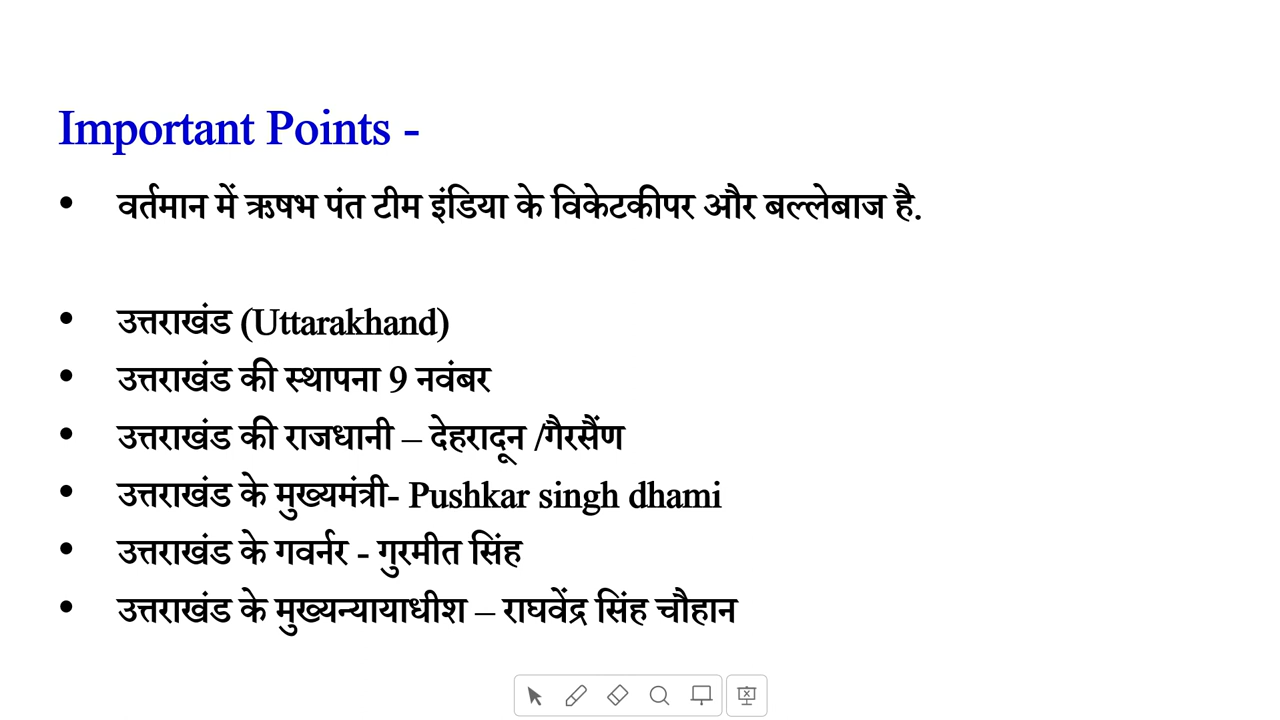 Important Points -
• वर्तमान में ऋषभ पंत टीम इंडिया के विकेटकीपर और बल्लेबाज है.
• उत्तराखंड (Uttarakhand)
• उत्तराखंड की स्थापना 9 नवंबर
• उत्तराखंड की राजधानी – देहरादून /गैरसैंण
• उत्तराखंड के मुख्यमंत्री- Pushkar singh dhami
• उत्तराखंड के गवर्नर - गुरमीत सिंह
• उत्तराखंड के मुख्यन्यायाधीश – राघवेंद्र सिंह चौहान